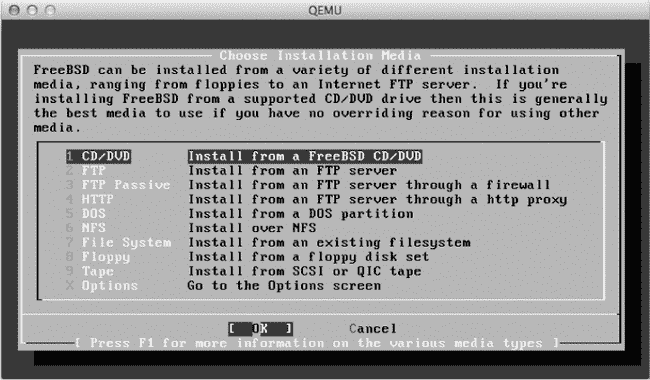 QEMU
Choose Installation Media
FreeBSD can be installed from a variety of different installation
media, ranging from floppies to an Internet FTP server.  If you're
installing FreeBSD from a supported CD/DVD drive then this is generally
the best media to use if you have no overriding reason for using other
media.
1 CD/DVD Install from a FreeBSD CD/DVD
2 FTP Install from an FTP server
3 FTP Passive Install from an FTP server through a firewall
4 HTTP Install from an FTP server through a http proxy
5 DOS Install from a DOS partition
6 NFS Install over NFS
7 File System Install from an existing filesystem
8 Floppy Install from a floppy disk set
9 Tape Install from SCSI or QIC tape
X Options Go to the Options screen
[ OK ] Cancel
[ Press F1 for more information on the various media types ]